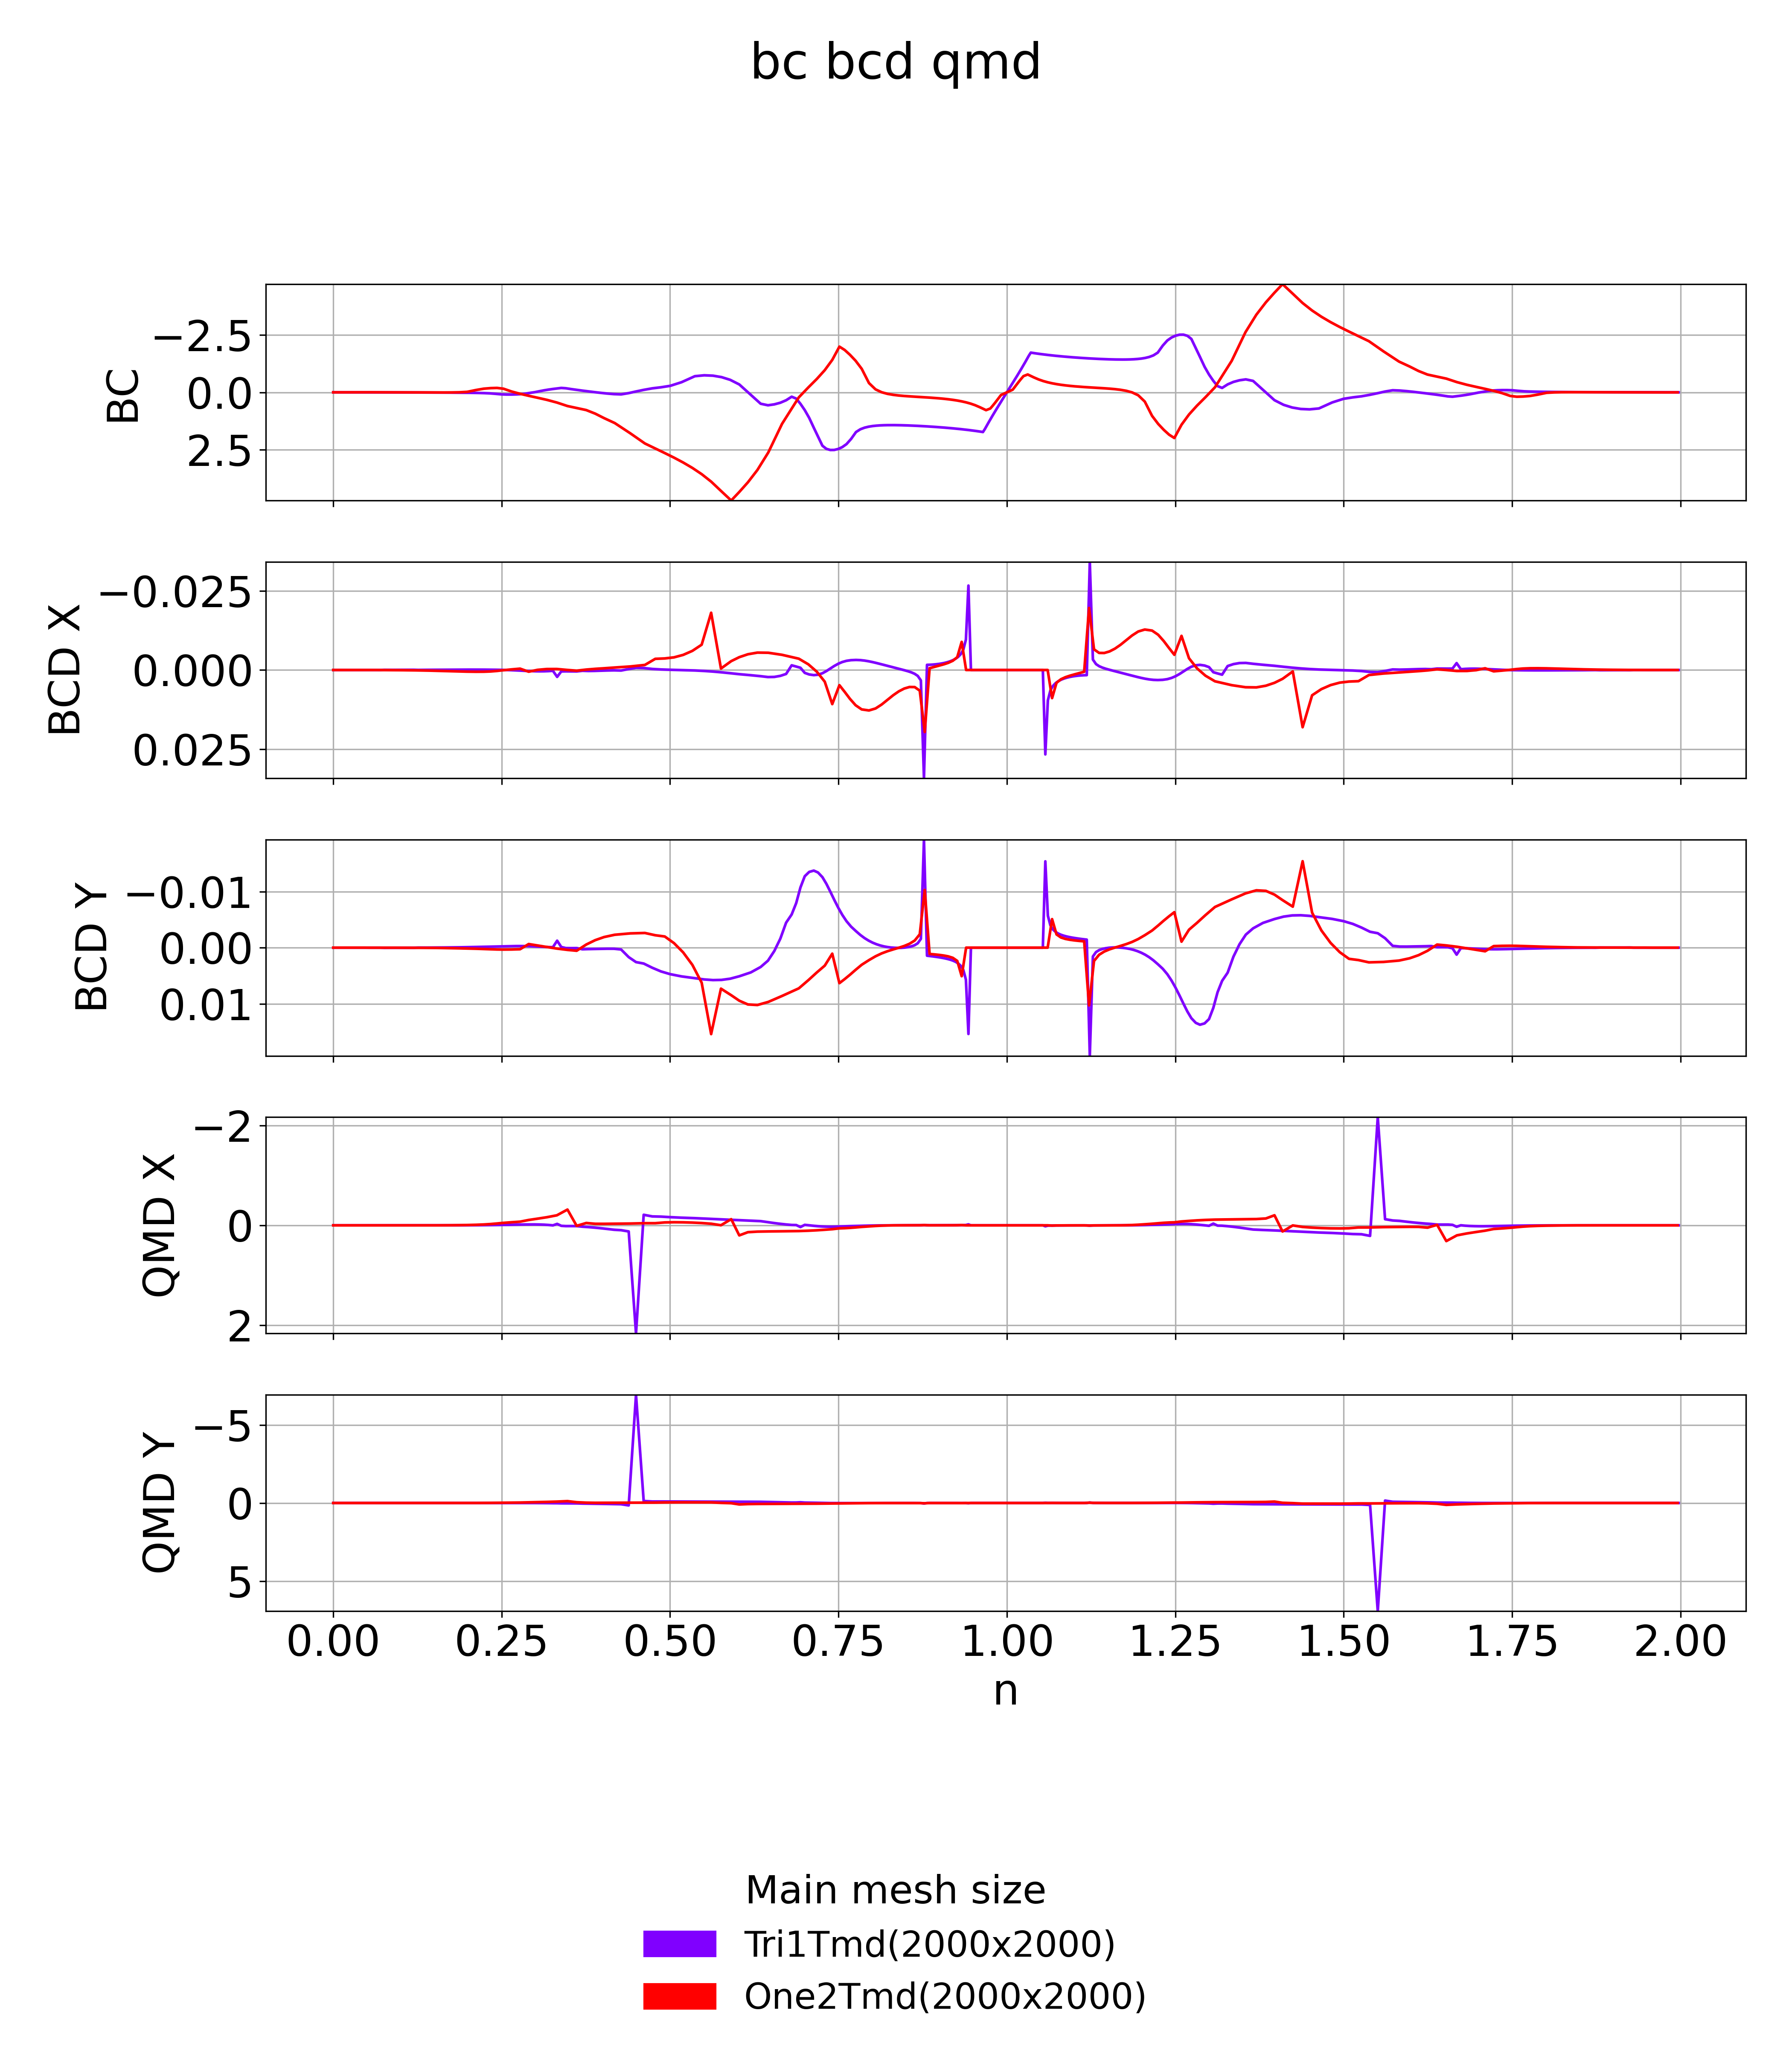 bc bcd qmd
BC
−2.5
0.0
2.5
BCD X
−0.025
0.000
0.025
BCD Y
−0.01
0.00
0.01
QMD X
−2
0
2
QMD Y
−5
0
5
0.00 0.25 0.50 0.75 1.00 1.25 1.50 1.75 2.00
n
Main mesh size
Tri1Tmd(2000x2000)
One2Tmd(2000x2000)